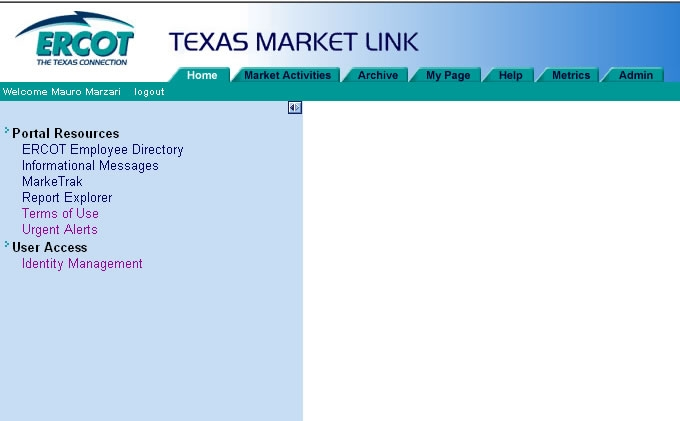 ERCOT
THE TEXAS CONNECTION
TEXAS MARKET LINK
Home Market Activities Archive My Page Help Metrics Admin
Welcome Mauro Marzari logout
Portal Resources
ERCOT Employee Directory
Informational Messages
MarkeTrak
Report Explorer
Terms of Use
Urgent Alerts
User Access
Identity Management